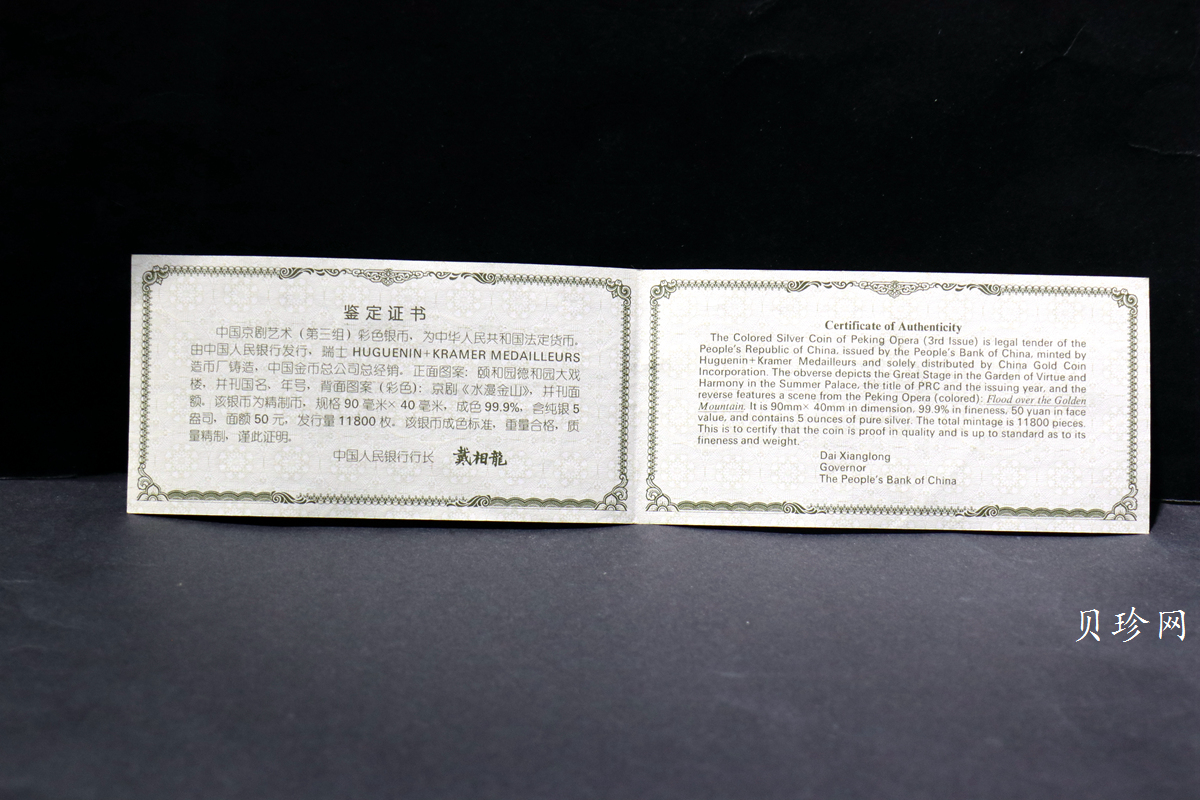 鉴定证书
中国京剧艺术（第三组）彩色银币，为中华人民共和国法定货币，
由中国人民银行发行，瑞士 HUGUENIN+KRAMER MEDAILLEURS
造币厂铸造，中国金币总公司总经销。正面图案：颐和园德和园大戏
楼，并刊国名、年号，背面图案（彩色）：京剧《水漫金山》，并刊面
额。该银币为精制币，规格 90 毫米× 40 毫米，成色 99.9%，含纯银 5
盎司，面额 50 元，发行量 11800 枚。该银币成色标准，重量合格，质
量精制，谨此证明。
中国人民银行行长 戴相龍
Certificate of Authenticity
The Colored Silver Coin of Peking Opera (3rd Issue) is legal tender of the
People's Republic of China, issued by the People's Bank of China, minted by
Huguenin+Kramer Medailleurs and solely distributed by China Gold Coin
Incorporation. The obverse depicts the Great Stage in the Garden of Virtue and
Harmony in the Summer Palace, the title of PRC and the issuing year, and the
reverse features a scene from the Peking Opera (colored): Flood over the Golden
Mountain. It is 90mm× 40mm in dimension, 99.9% in fineness, 50 yuan in face
value, and contains 5 ounces of pure silver. The total mintage is 11800 pieces.
This is to certify that the coin is proof in quality and is up to standard as to its
fineness and weight.
Dai Xianglong
Governor
The People's Bank of China
贝珍网